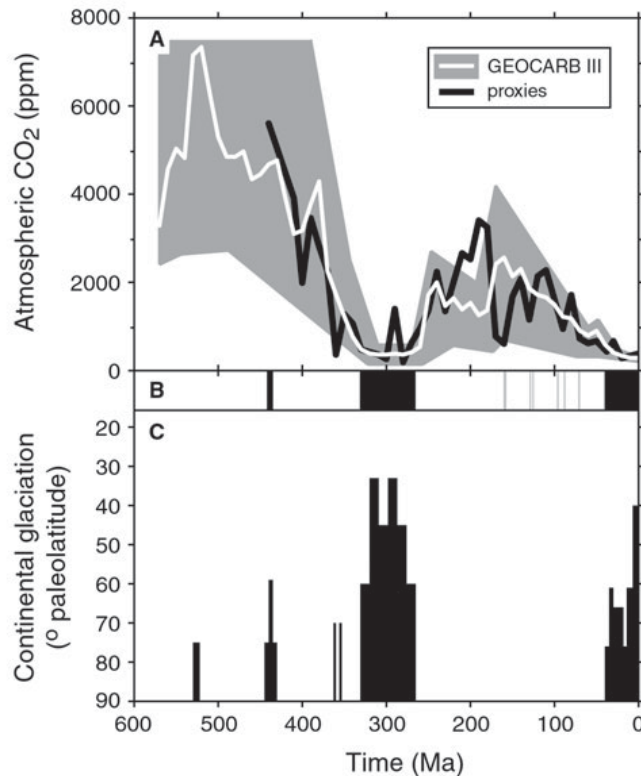 8000
6000
4000
2000
0
Atmospheric CO₂ (ppm)
A
GEOCARB III
proxies
B
C
20
30
40
50
60
70
80
90
Continental glaciation
(º paleolatitude)
600
500
400
300
200
100
0
Time (Ma)